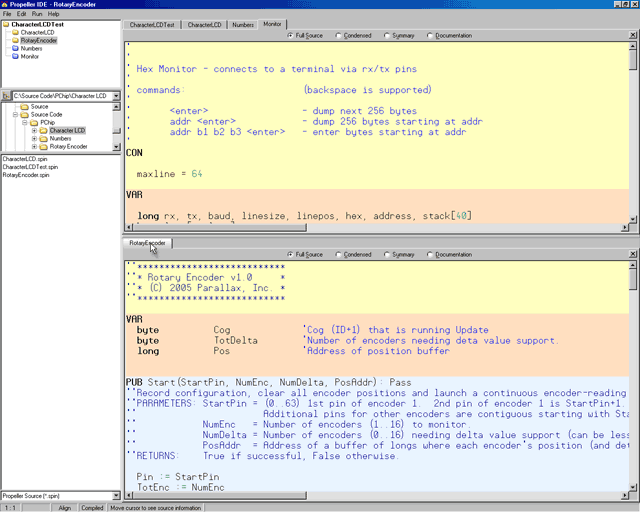 Propeller IDE - RotaryEncoder
File Edit Run Help
CharacterLCDTest
CharacterLCD
RotaryEncoder
Numbers
Monitor
C:\Source Code\PChip\Character LCD
Source
Source Code
PChip
Character LCD
Numbers
Rotary Encoder
CharacterLCD.spin
CharacterLCDTest.spin
RotaryEncoder.spin
Propeller Source (*.spin)
CharacterLCDTest CharacterLCD Numbers Monitor
Full Source Condensed Summary Documentation
'
'
' Hex Monitor - connects to a terminal via rx/tx pins
'
' commands: (backspace is supported)
'
' <enter> - dump next 256 bytes
' addr <enter> - dump 256 bytes starting at addr
' addr b1 b2 b3 <enter> - enter bytes starting at addr
'
CON
maxline = 64
VAR
long rx, tx, baud, linesize, linepos, hex, address, stack[40]
RotaryEncoder
Full Source Condensed Summary Documentation
''*****************************
''* Rotary Encoder v1.0 *
''* (C) 2005 Parallax, Inc. *
''*****************************
VAR
byte Cog 'Cog (ID+1) that is running Update
byte TotDelta 'Number of encoders needing deta value support.
long Pos 'Address of position buffer
PUB Start(StartPin, NumEnc, NumDelta, PosAddr): Pass
''Record configuration, clear all encoder positions and launch a continuous encoder-reading
''PARAMETERS: StartPin = (0..63) 1st pin of encoder 1. 2nd pin of encoder 1 is StartPin+1.
'' Additional pins for other encoders are contiguous starting with Sta
'' NumEnc = Number of encoders (1..16) to monitor.
'' NumDelta = Number of encoders (0..16) needing delta value support (can be less
'' PosAddr = Address of a buffer of longs where each encoder's position (and det
''RETURNS: True if successful, False otherwise.
Pin := StartPin
TotEnc := NumEnc
1 : 1 Align Compiled Move cursor to see source information